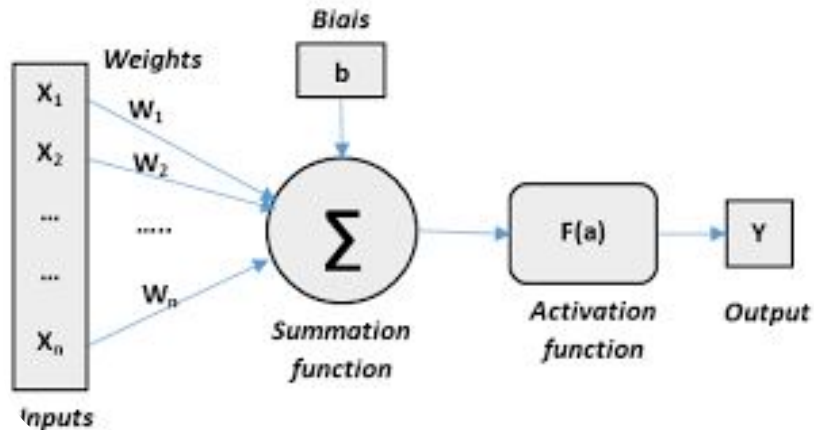 Biais
b
Weights
X₁
W₁
X₂
W₂
...
.....
...
Wₙ
Xₙ
Inputs
∑
Summation
function
F(a)
Activation
function
Y
Output